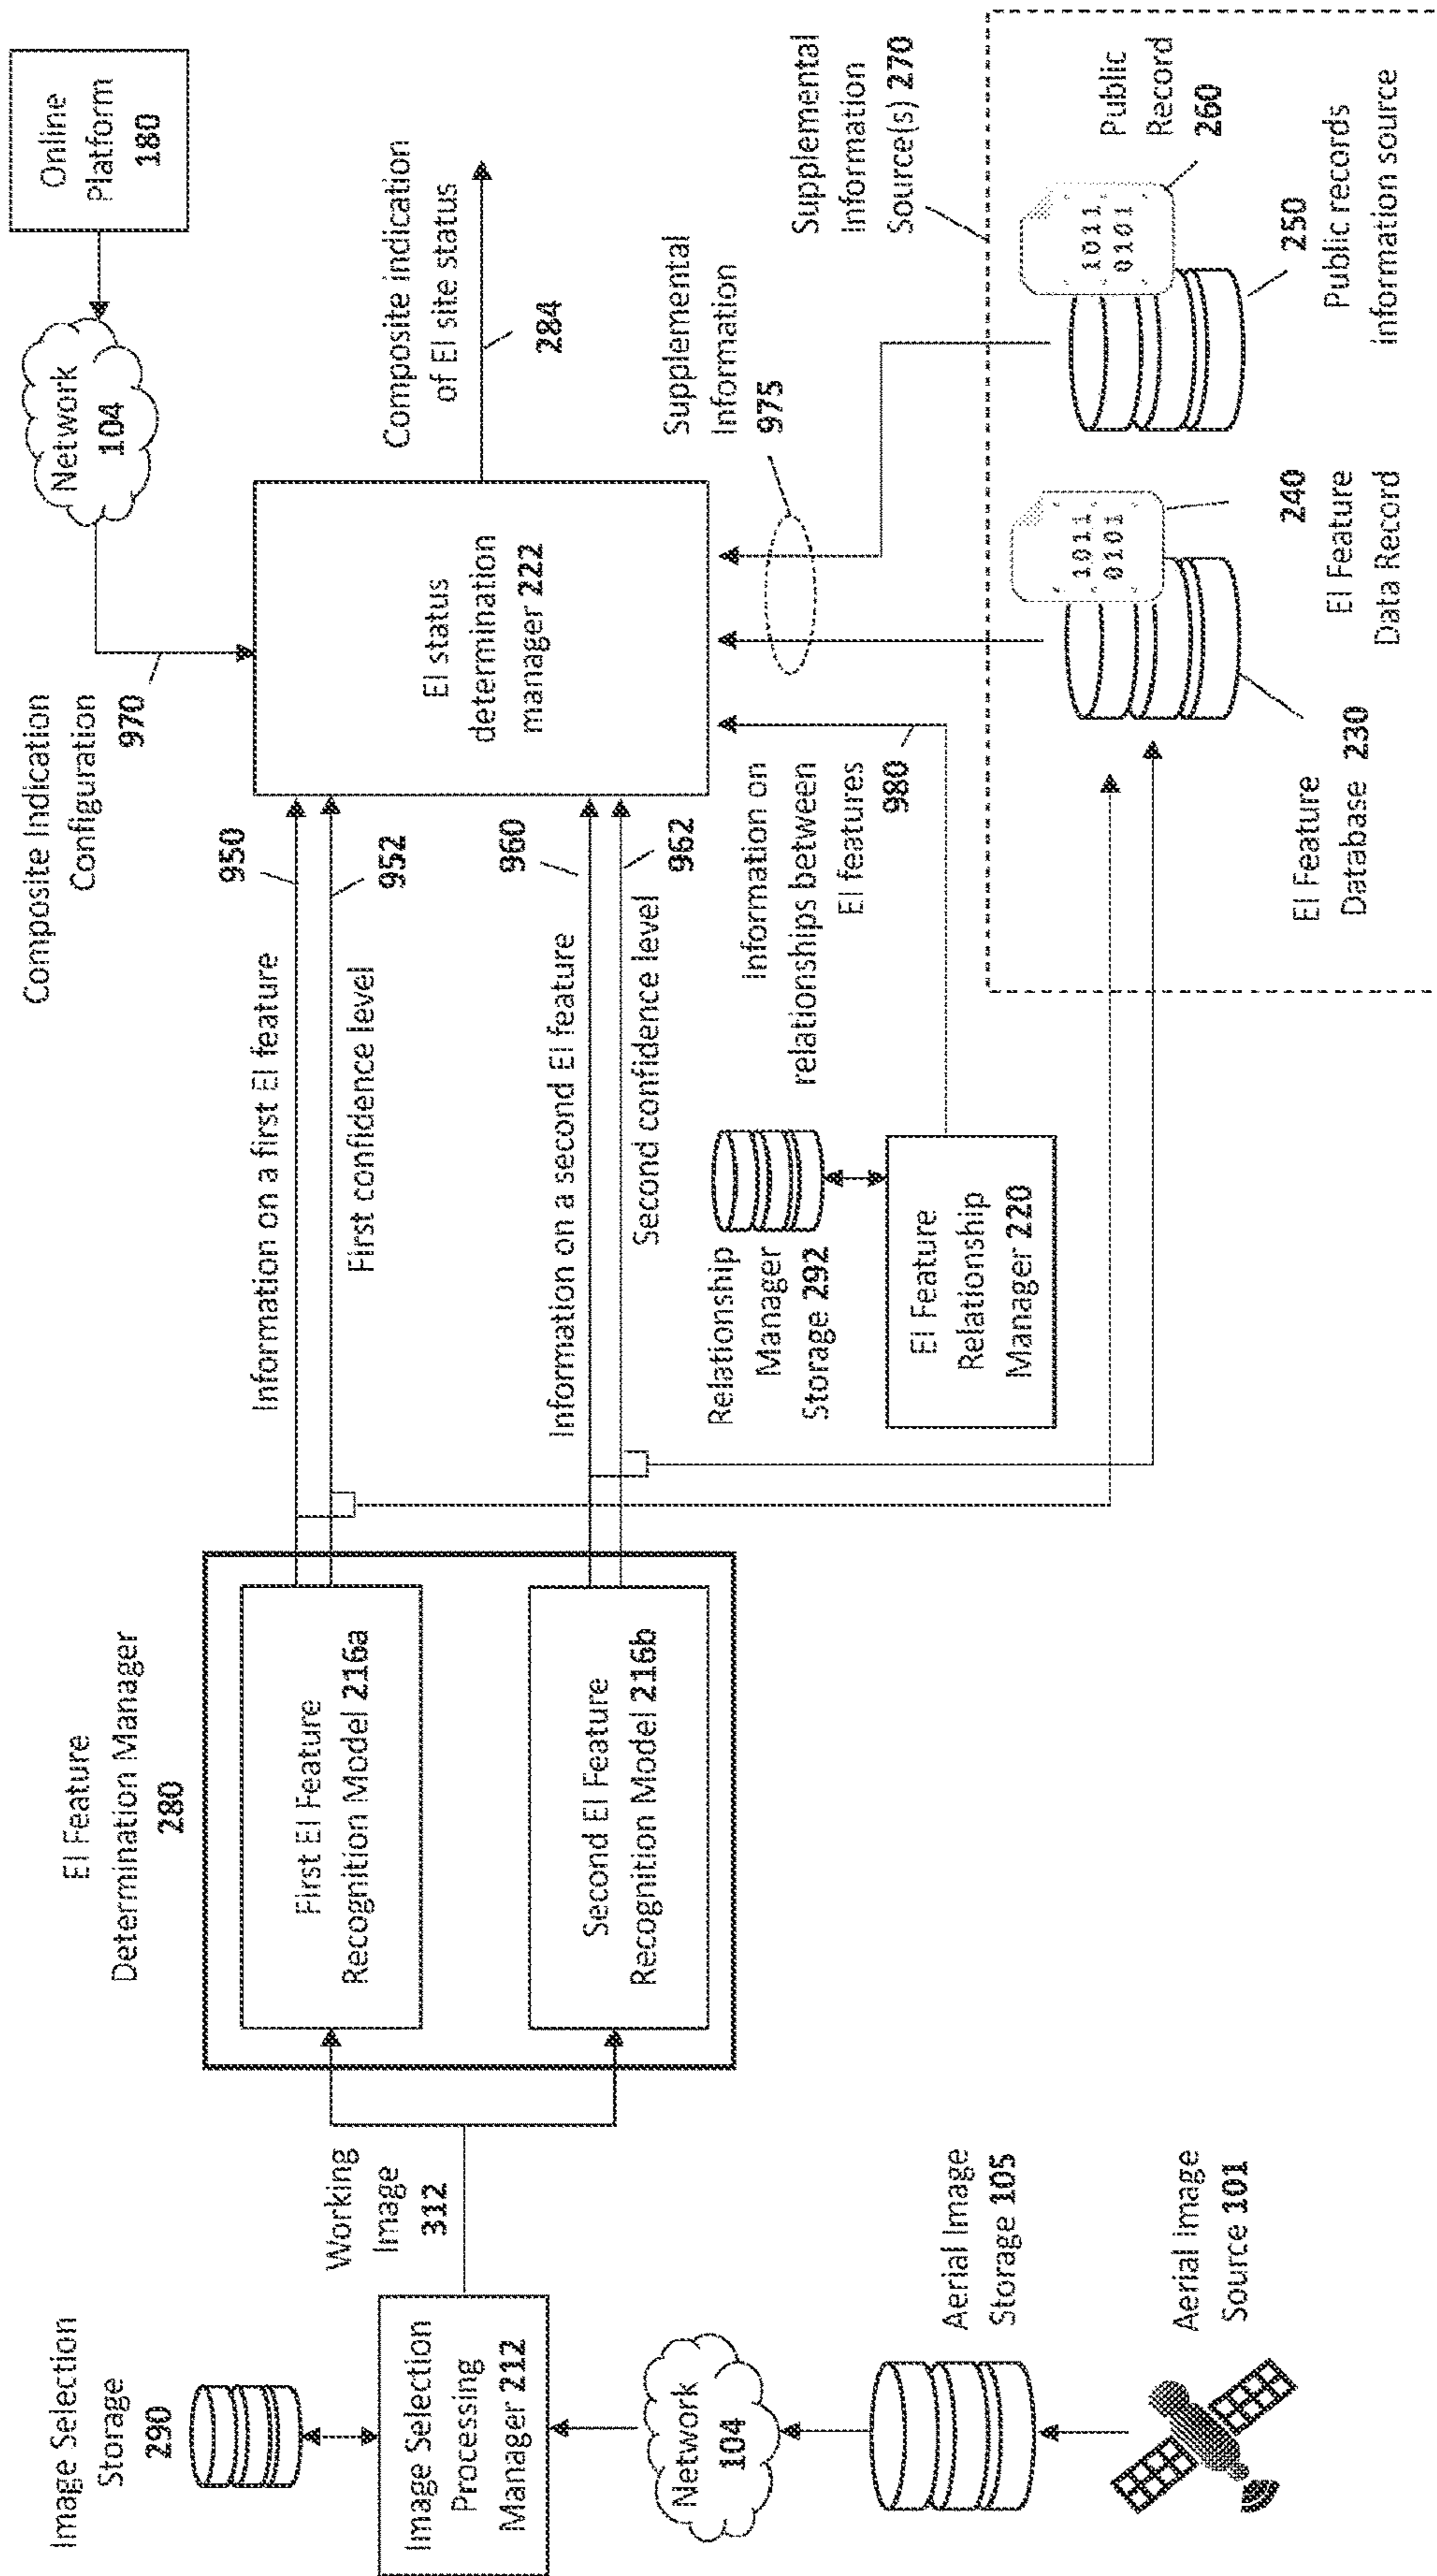 Image Selection
Storage
290
Image Selection
Processing
Manager 212
Network
104
Aerial Image
Storage 105
Aerial Image
Source 101
Working
Image
312
EI Feature
Determination Manager
280
First EI Feature
Recognition Model 216a
Second EI Feature
Recognition Model 216b
Information on a first EI feature
950
First confidence level
952
Information on a second EI feature
960
Second confidence level
962
Relationship
Manager
Storage 292
EI Feature
Relationship
Manager 220
Information on
relationships between
EI features
980
Composite Indication
Configuration
970
Network
104
Online
Platform
180
EI status
determination
manager 222
Composite indication
of EI site status
284
Supplemental
Information
975
Supplemental
Information
Source(s) 270
EI Feature
Database 230
1011
0101
240
EI Feature
Data Record
1011
0101
Public
Record
260
250
Public records
information source